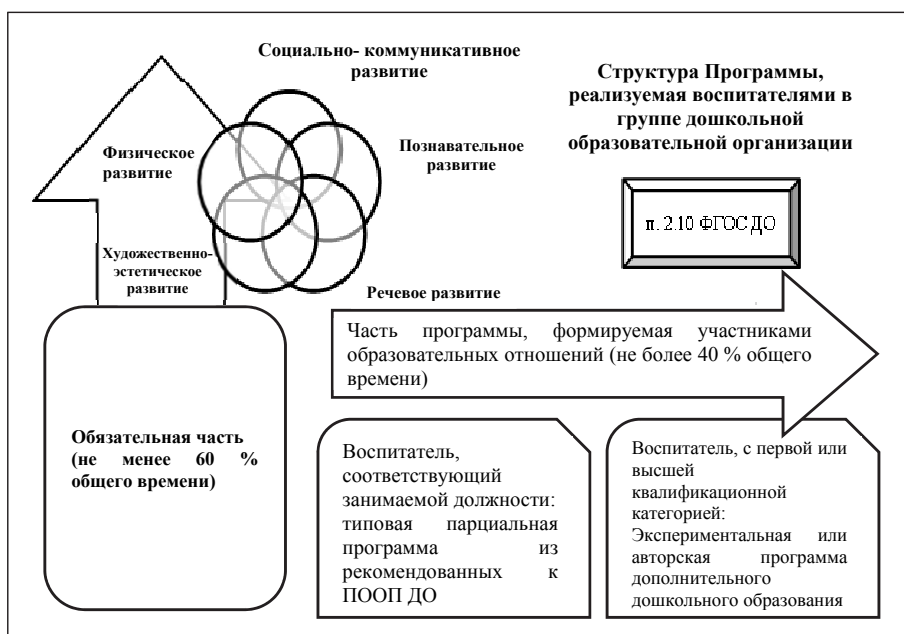 Социально- коммуникативное
развитие
Структура Программы,
реализуемая воспитателями в
группе дошкольной
образовательной организации
Физическое
развитие
Познавательное
развитие
п. 2.10 ФГОС ДО
Художественно-
эстетическое
развитие
Речевое развитие
Часть программы, формируемая участниками
образовательных отношений (не более 40 % общего
времени)
Обязательная часть
(не менее 60 %
общего времени)
Воспитатель,
соответствующий
занимаемой должности:
типовая парциальная
программа из
рекомендованных к
ПООП ДО
Воспитатель, с первой или
высшей
квалификационной
категорией:
Экспериментальная или
авторская программа
дополнительного
дошкольного образования